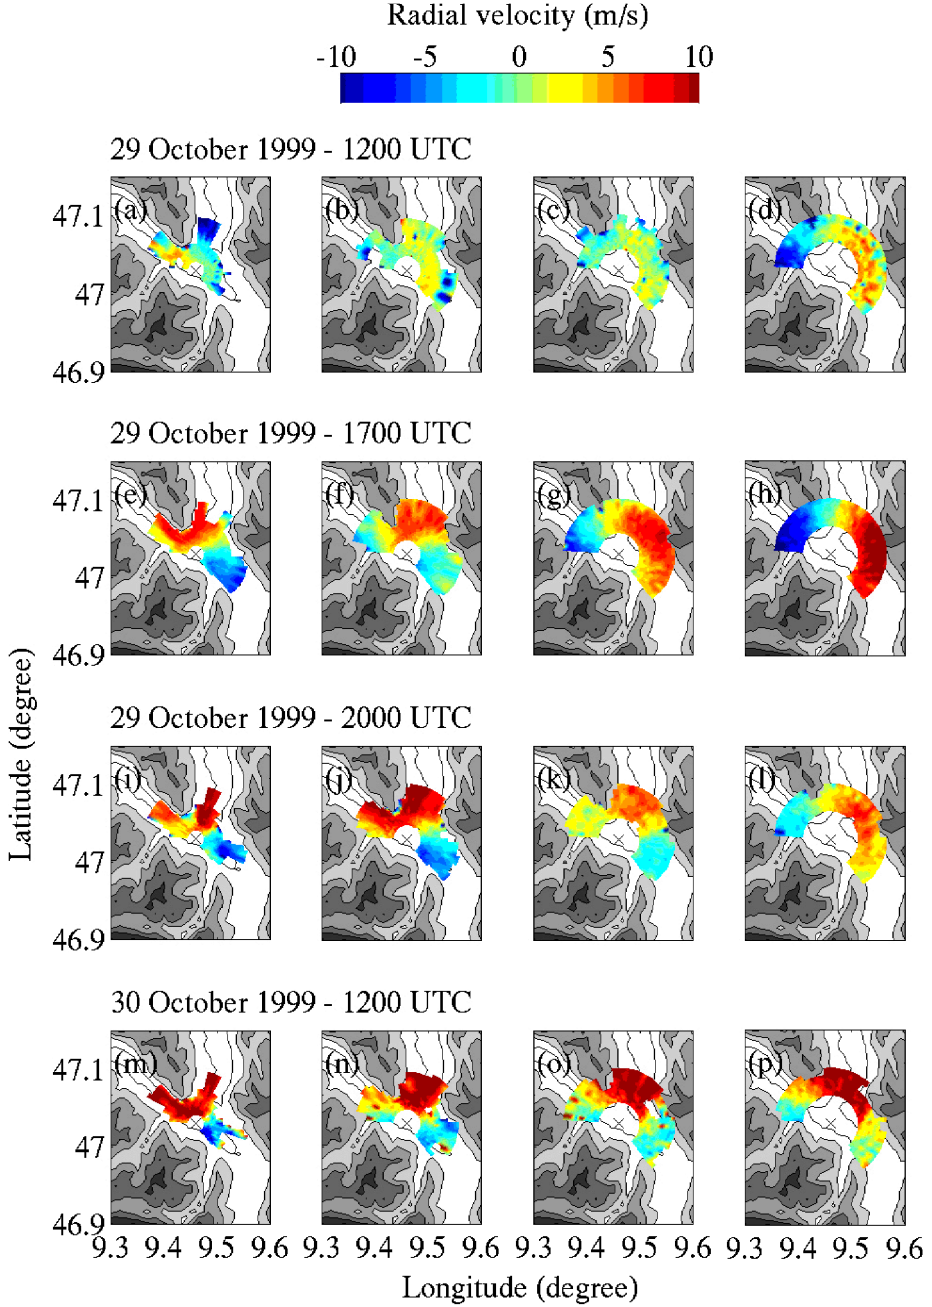 Radial velocity (m/s)
-10 -5 0 5 10
29 October 1999 - 1200 UTC
47.1 (a) (b) (c) (d)
47
46.9
29 October 1999 - 1700 UTC
47.1 (e) (f) (g) (h)
47
46.9
29 October 1999 - 2000 UTC
47.1 (i) (j) (k) (l)
47
46.9
30 October 1999 - 1200 UTC
47.1 (m) (n) (o) (p)
47
46.9
9.3 9.4 9.5 9.6 9.3 9.4 9.5 9.6 9.3 9.4 9.5 9.6 9.3 9.4 9.5 9.6
Longitude (degree)
Latitude (degree)